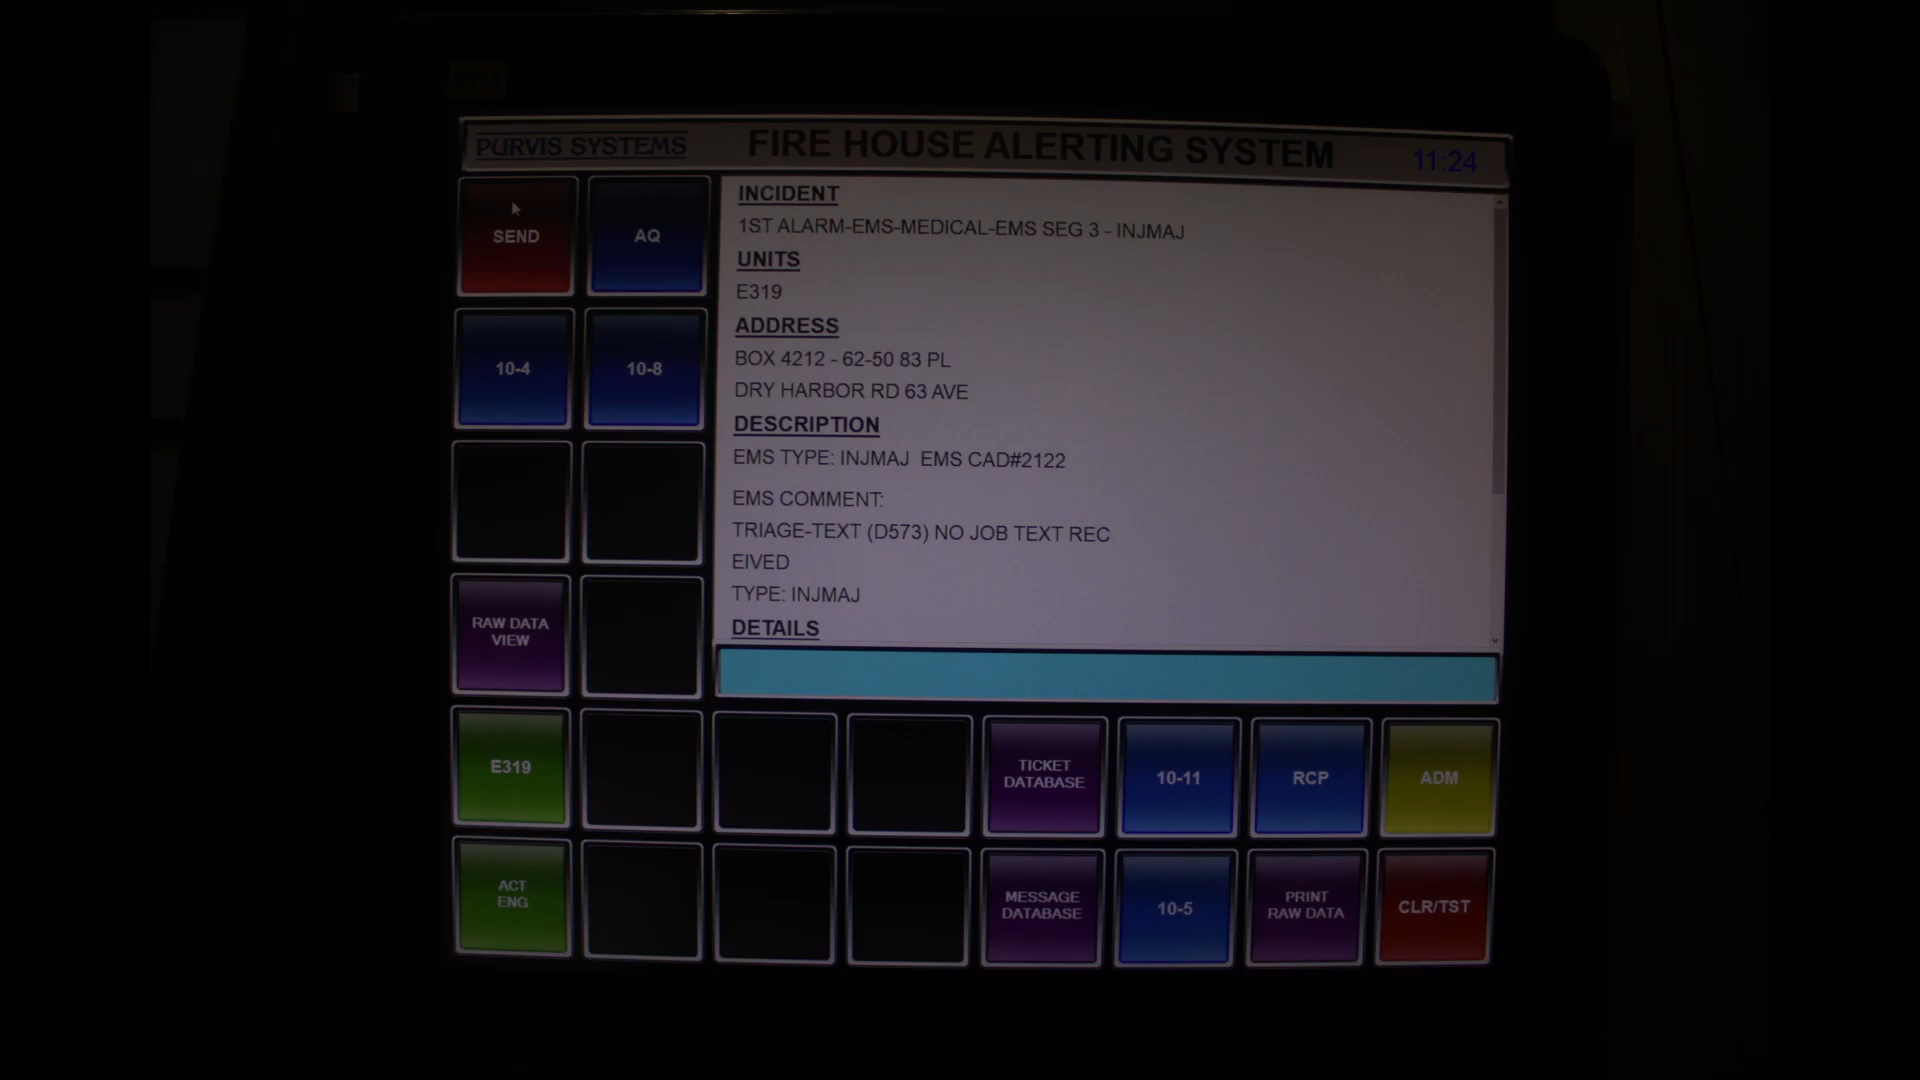 PURVIS SYSTEMS
FIRE HOUSE ALERTING SYSTEM
11:24
SEND
AQ
INCIDENT
1ST ALARM-EMS-MEDICAL-EMS SEG 3 - INJMAJ
UNITS
E319
ADDRESS
10-4
10-8
BOX 4212 - 62-50 83 PL
DRY HARBOR RD 63 AVE
DESCRIPTION
EMS TYPE: INJMAJ  EMS CAD#2122
EMS COMMENT:
TRIAGE-TEXT (D573) NO JOB TEXT REC
EIVED
TYPE: INJMAJ
DETAILS
RAW DATA
VIEW
E319
TICKET
DATABASE
10-11
RCP
ADM
ACT
ENG
MESSAGE
DATABASE
10-5
PRINT
RAW DATA
CLR/TST